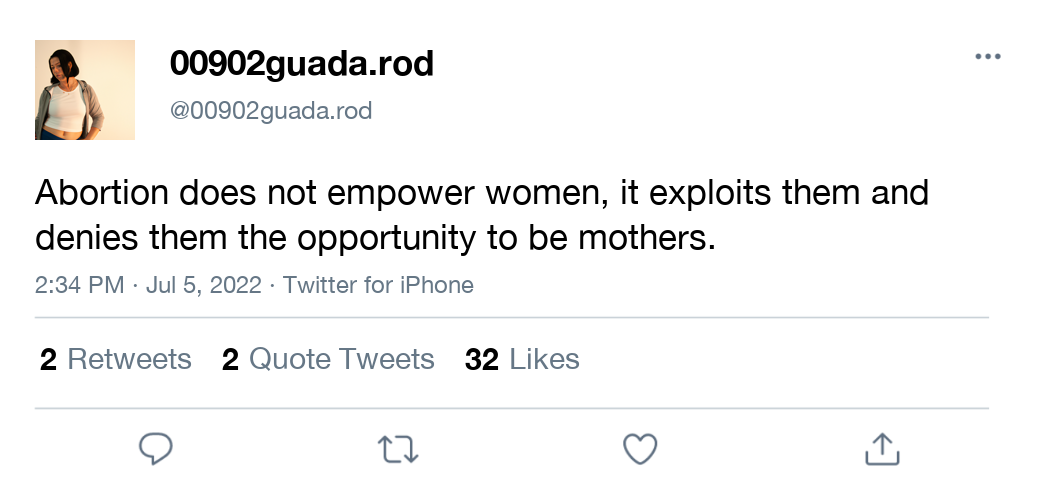 00902guada.rod
@00902guada.rod
Abortion does not empower women, it exploits them and
denies them the opportunity to be mothers.
2:34 PM · Jul 5, 2022 · Twitter for iPhone
2 Retweets 2 Quote Tweets 32 Likes